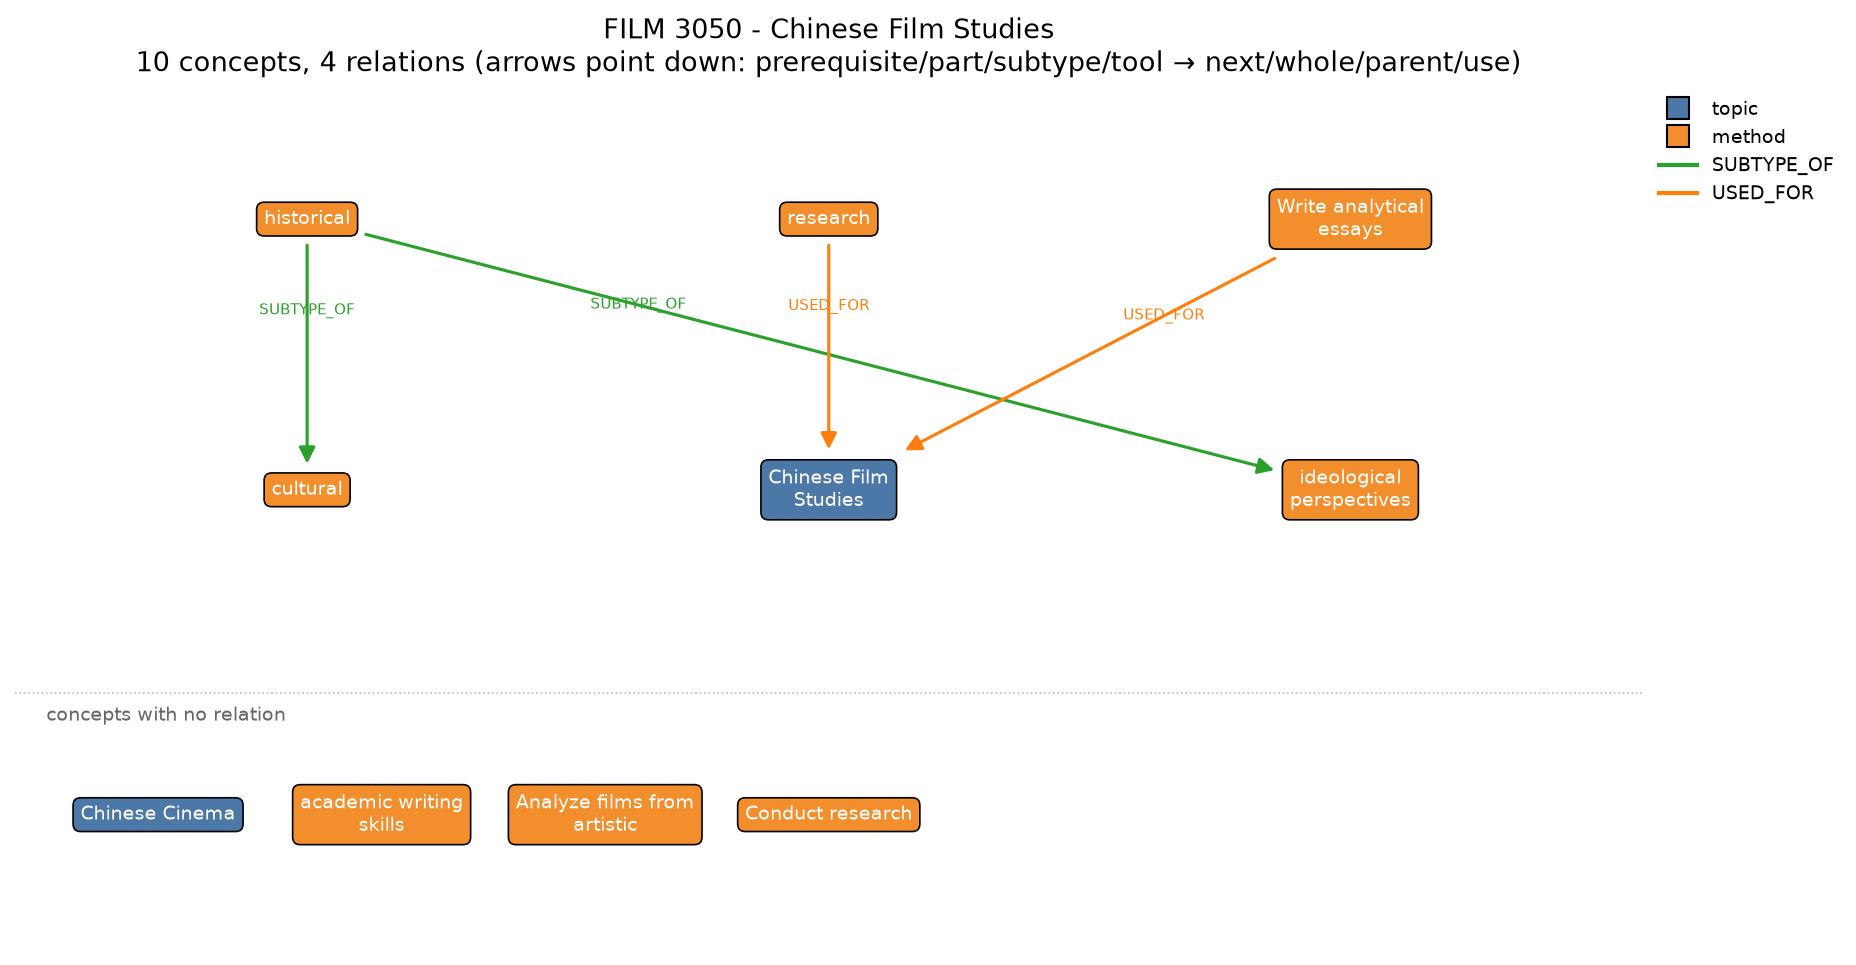 FILM 3050 - Chinese Film Studies
10 concepts, 4 relations (arrows point down: prerequisite/part/subtype/tool → next/whole/parent/use)
topic
method
SUBTYPE_OF
USED_FOR
historical
research
Write analytical
essays
SUBTYPE_OF
SUBTYPE_OF
USED_FOR
USED_FOR
cultural
Chinese Film
Studies
ideological
perspectives
concepts with no relation
Chinese Cinema
academic writing
skills
Analyze films from
artistic
Conduct research